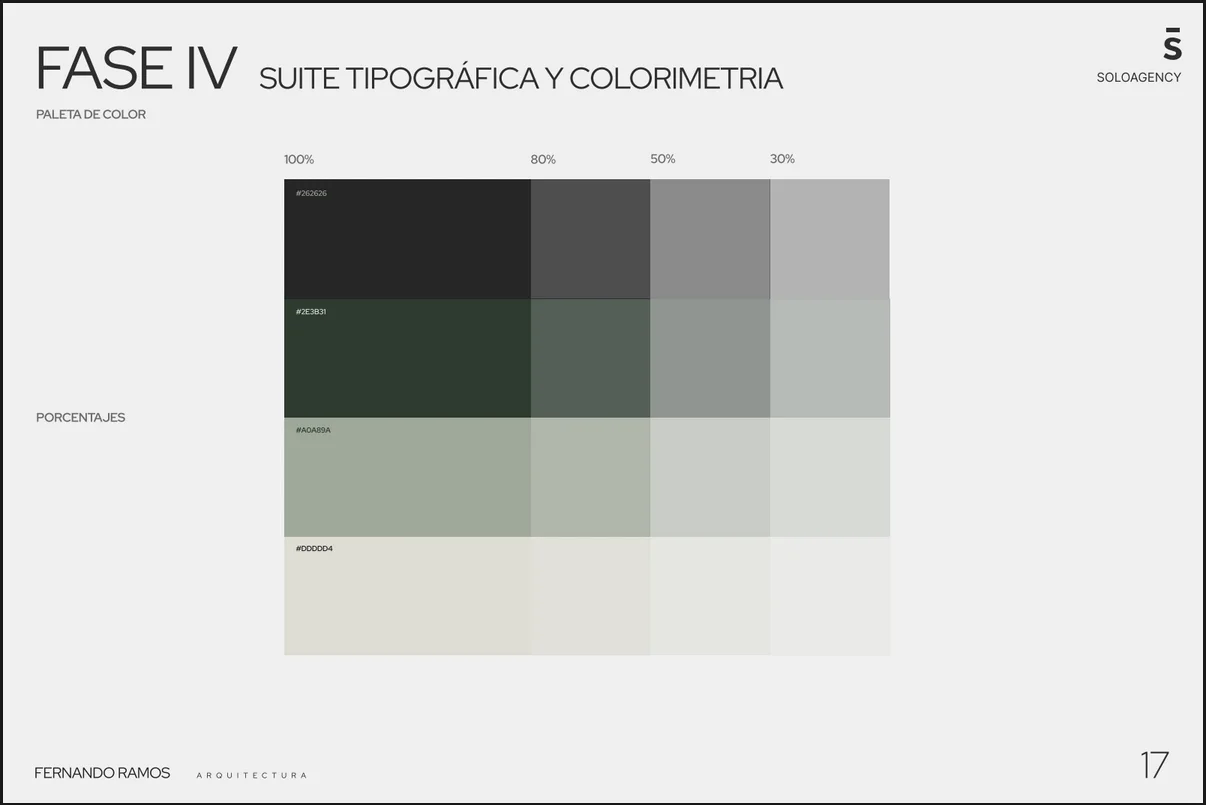 FASE IV SUITE TIPOGRÁFICA Y COLORIMETRIA
S
SOLOAGENCY
PALETA DE COLOR
100% 80% 50% 30%
#262626
#2E3B31
PORCENTAJES
#A0A89A
#DDDDD4
FERNANDO RAMOS ARQUITECTURA
17